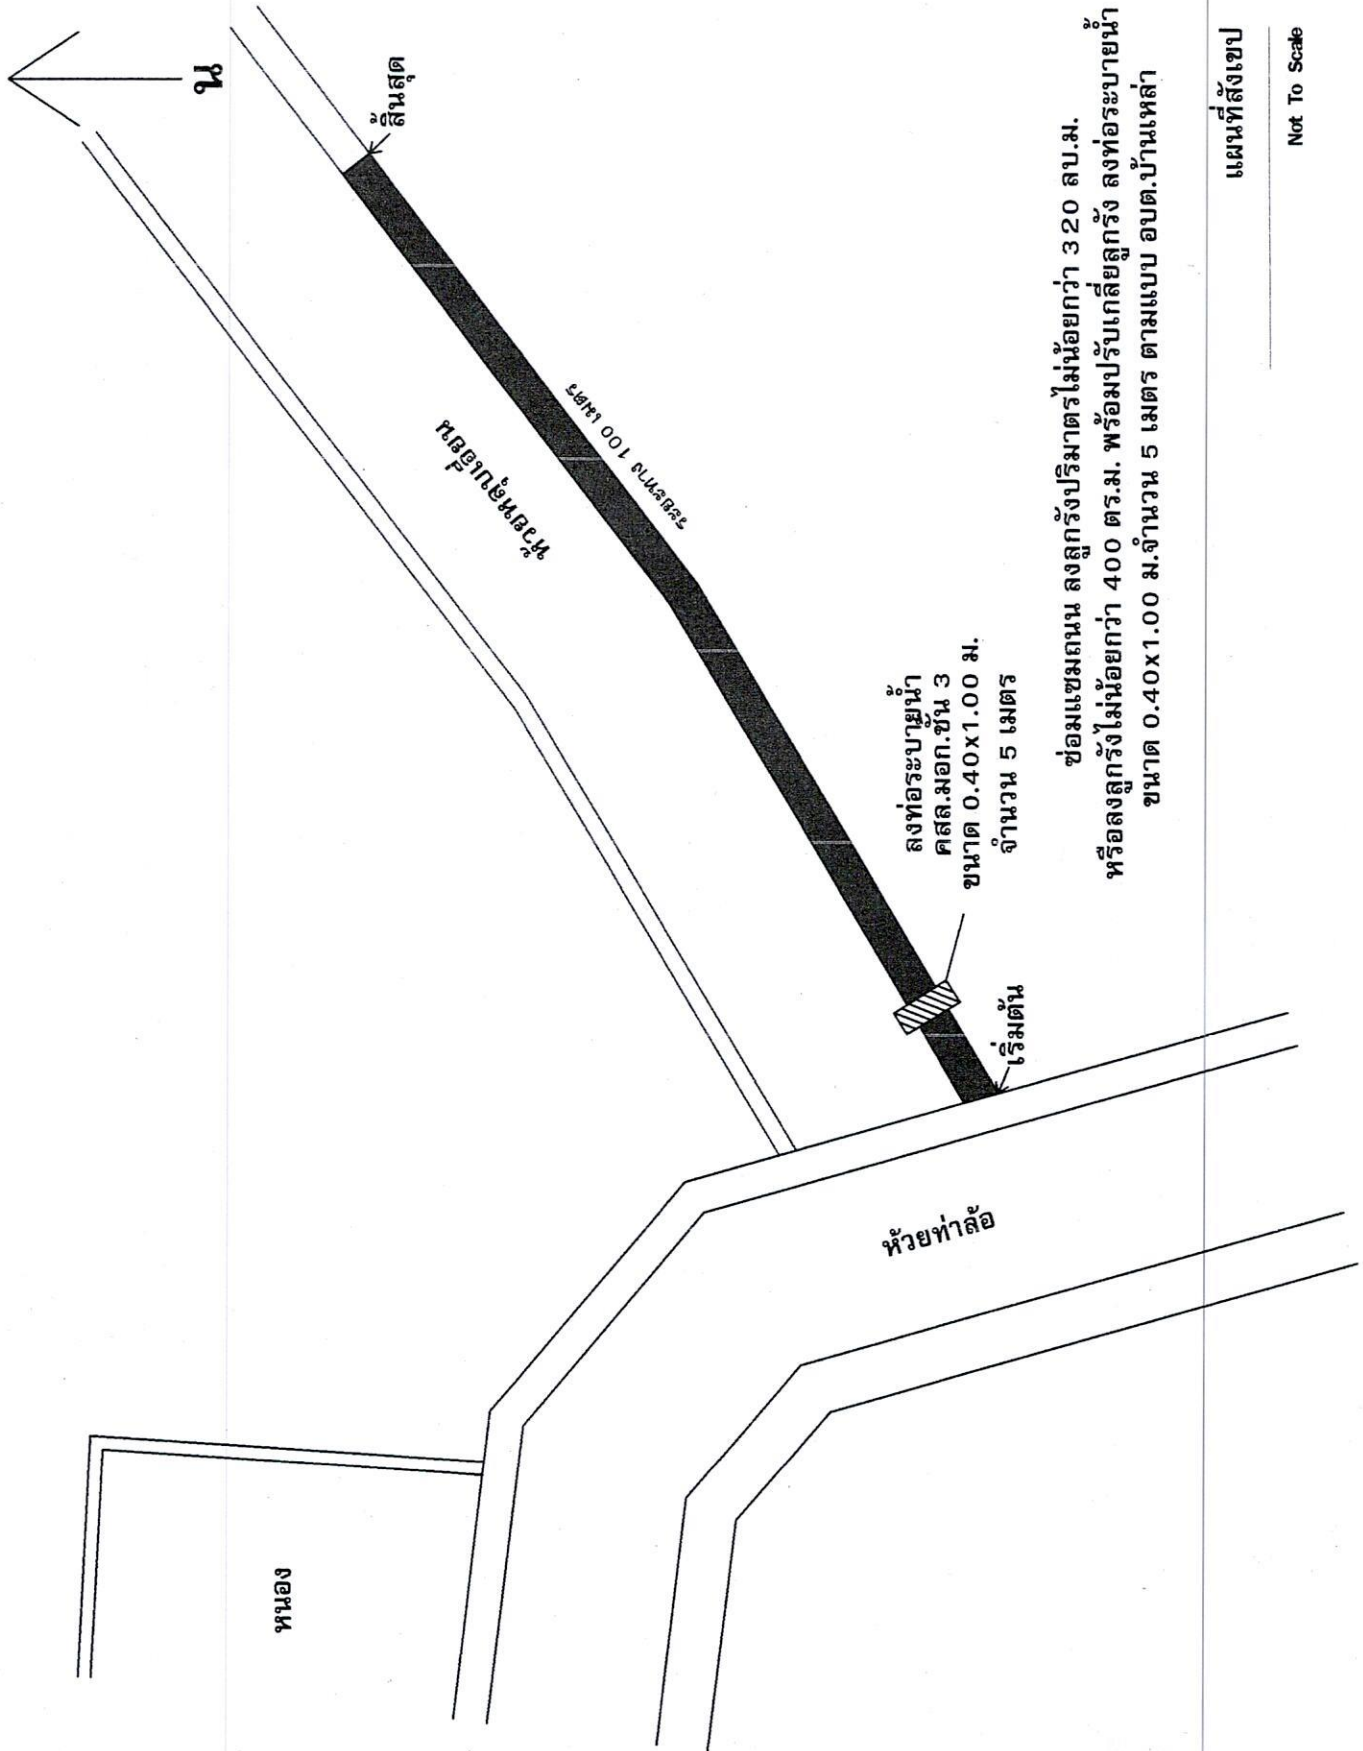 น
สิ้นสุด
ห้วยหลุบเลือน
ระยะทาง 100 เมตร
ลงท่อระบายน้ำ
คสล.มอก.ชั้น 3
ขนาด 0.40x1.00 ม.
จำนวน 5 เมตร
เริ่มต้น
ห้วยท่าล้อ
หนอง
ซ่อมแซมถนน ลงลูกรังปริมาตรไม่น้อยกว่า 320 ลบ.ม.
หรือลงลูกรังไม่น้อยกว่า 400 ตร.ม. พร้อมปรับเกลี่ยลูกรัง ลงท่อระบายน้ำ
ขนาด 0.40x1.00 ม.จำนวน 5 เมตร ตามแบบ อบต.บ้านเหล่า
แผนที่สังเขป
Not To Scale